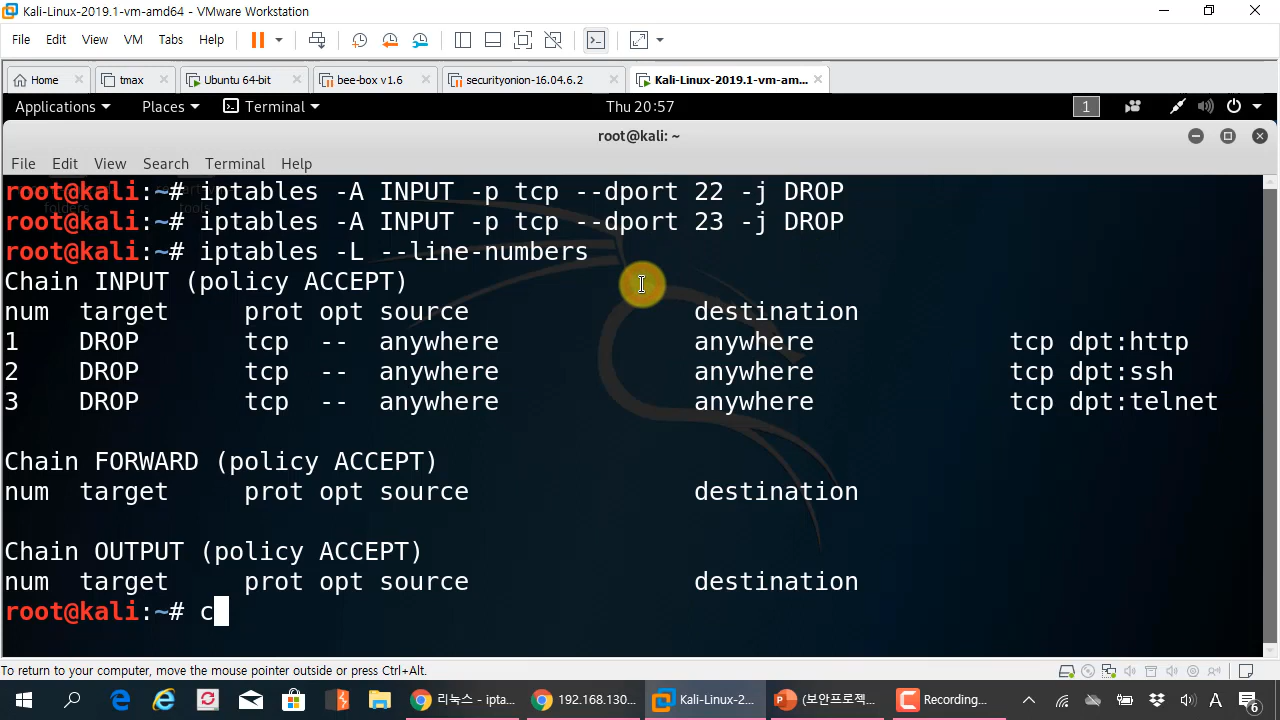 Kali-Linux-2019.1-vm-amd64 - VMware Workstation
File Edit View VM Tabs Help
Home tmax Ubuntu 64-bit bee-box v1.6 securityonion-16.04.6.2 Kali-Linux-2019.1-vm-am...
Applications Places Terminal Thu 20:57 1
root@kali: ~
File Edit View Search Terminal Help
root@kali:~# iptables -A INPUT -p tcp --dport 22 -j DROP
root@kali:~# iptables -A INPUT -p tcp --dport 23 -j DROP
root@kali:~# iptables -L --line-numbers
Chain INPUT (policy ACCEPT)
num target prot opt source destination
1 DROP tcp -- anywhere anywhere tcp dpt:http
2 DROP tcp -- anywhere anywhere tcp dpt:ssh
3 DROP tcp -- anywhere anywhere tcp dpt:telnet
Chain FORWARD (policy ACCEPT)
num target prot opt source destination
Chain OUTPUT (policy ACCEPT)
num target prot opt source destination
root@kali:~# c
To return to your computer, move the mouse pointer outside or press Ctrl+Alt.
리눅스 - ipta... 192.168.130... Kali-Linux-2... (보안프로젝... Recording... A 6